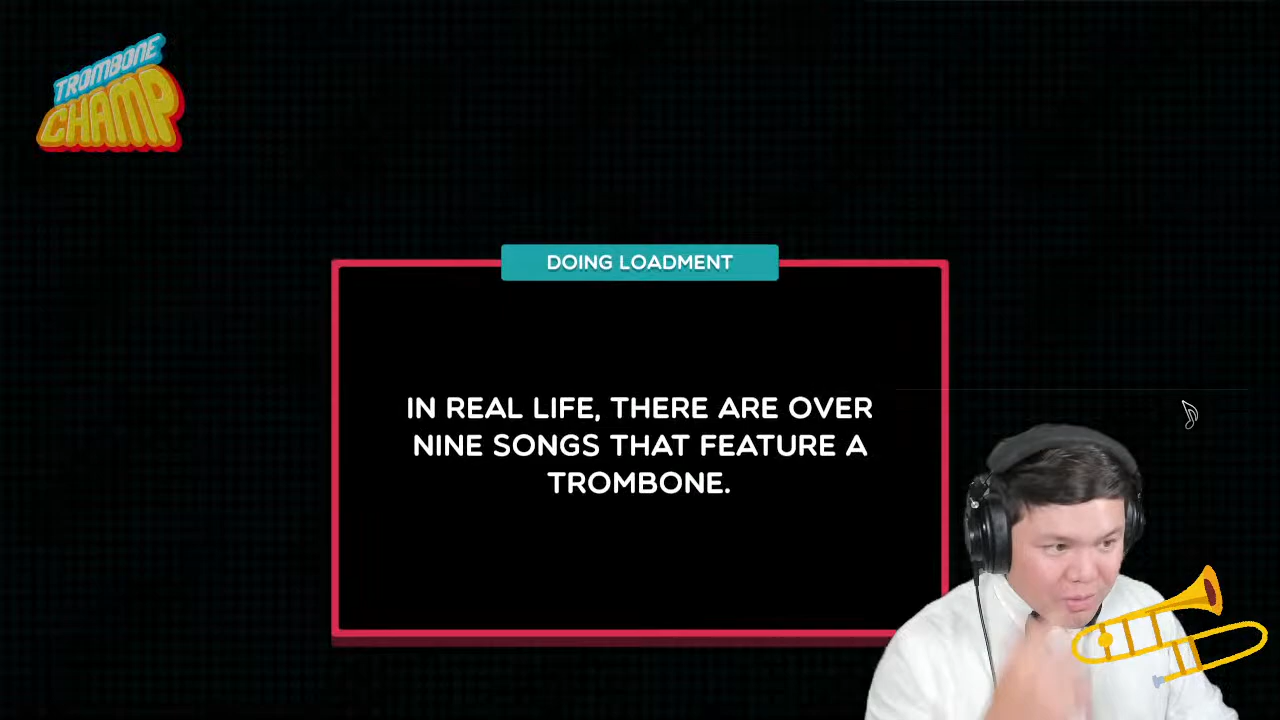 TROMBONE
CHAMP
DOING LOADMENT
IN REAL LIFE, THERE ARE OVER
NINE SONGS THAT FEATURE A
TROMBONE.